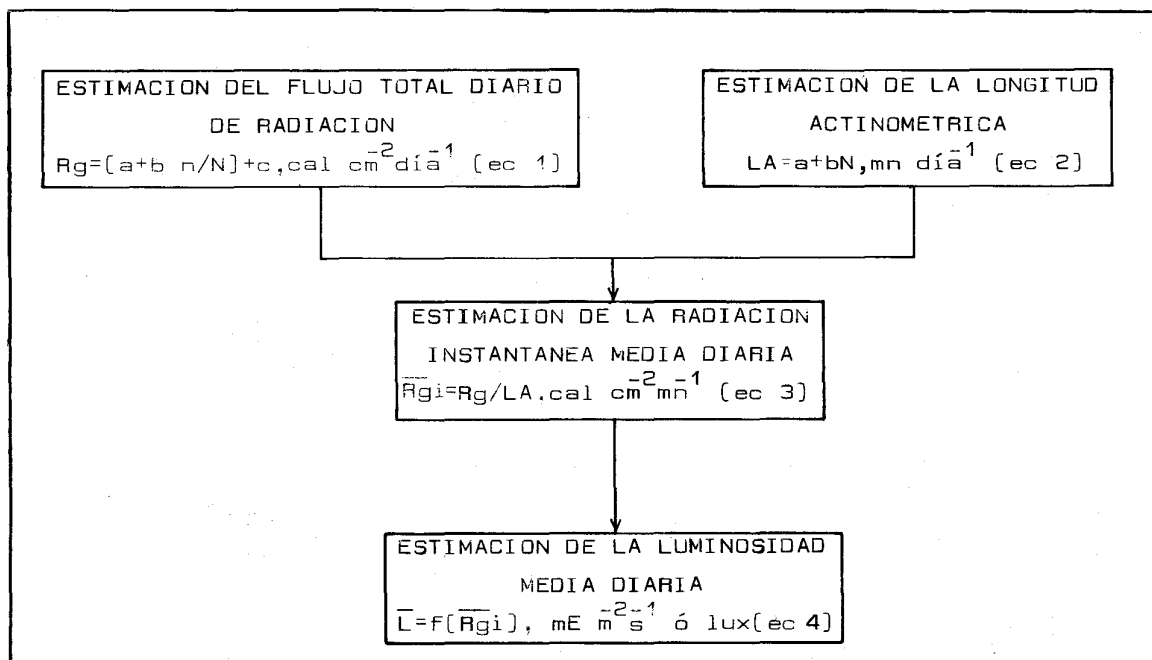 ESTIMACION DEL FLUJO TOTAL DIARIO
DE RADIACION
Rg=[a+b n/N]+c,cal cm⁻²día⁻¹ [ec 1]
ESTIMACION DE LA LONGITUD
ACTINOMETRICA
LA=a+bN,mn día⁻¹ [ec 2]
ESTIMACION DE LA RADIACION
INSTANTANEA MEDIA DIARIA
R̅g̅i=Rg/LA.cal cm⁻²mn⁻¹ [ec 3]
ESTIMACION DE LA LUMINOSIDAD
MEDIA DIARIA
L̅=f[R̅g̅i], mE m⁻²s⁻¹ ó lux[ec 4]